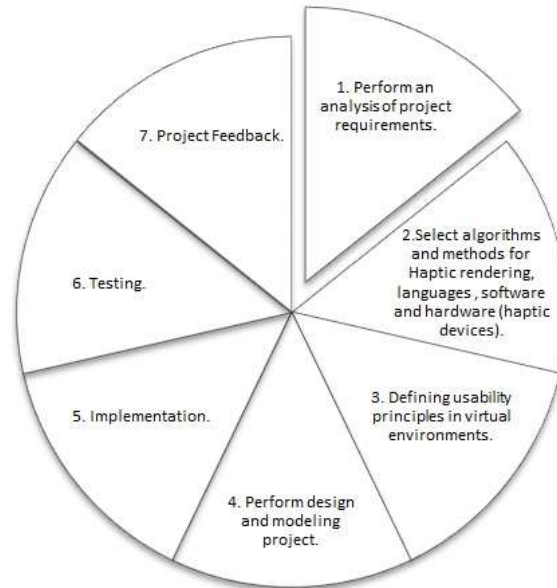 1. Perform an
analysis of project
requirements.
2.Select algorithms
and methods for
Haptic rendering,
languages , software
and hardware (haptic
devices).
3. Defining usability
principles in virtual
environments.
4. Perform design
and modeling
project.
5. Implementation.
6. Testing.
7. Project Feedback.